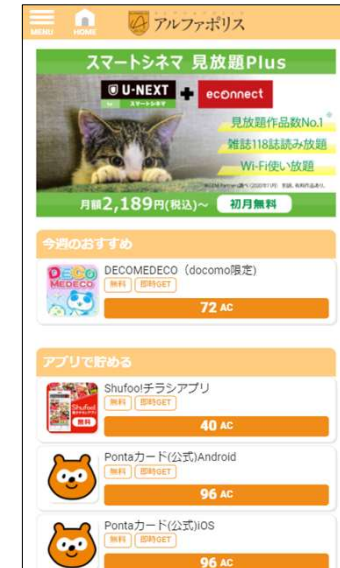 MENU
HOME
アルファポリス
スマートシネマ 見放題Plus
U-NEXT
for スマートシネマ
+
econnect
見放題作品数No.1
雑誌118誌読み放題
Wi-Fi使い放題
月額2,189円(税込)～ 初月無料
今週のおすすめ
DECO
MEDECO
DECOMEDECO（docomo限定)
無料 即時GET
72 AC
アプリで貯める
Shufoo!
無料
Shufoo!チラシアプリ
無料 即時GET
40 AC
Pontaカード(公式)Android
無料 即時GET
96 AC
Pontaカード(公式)iOS
無料 即時GET
96 AC